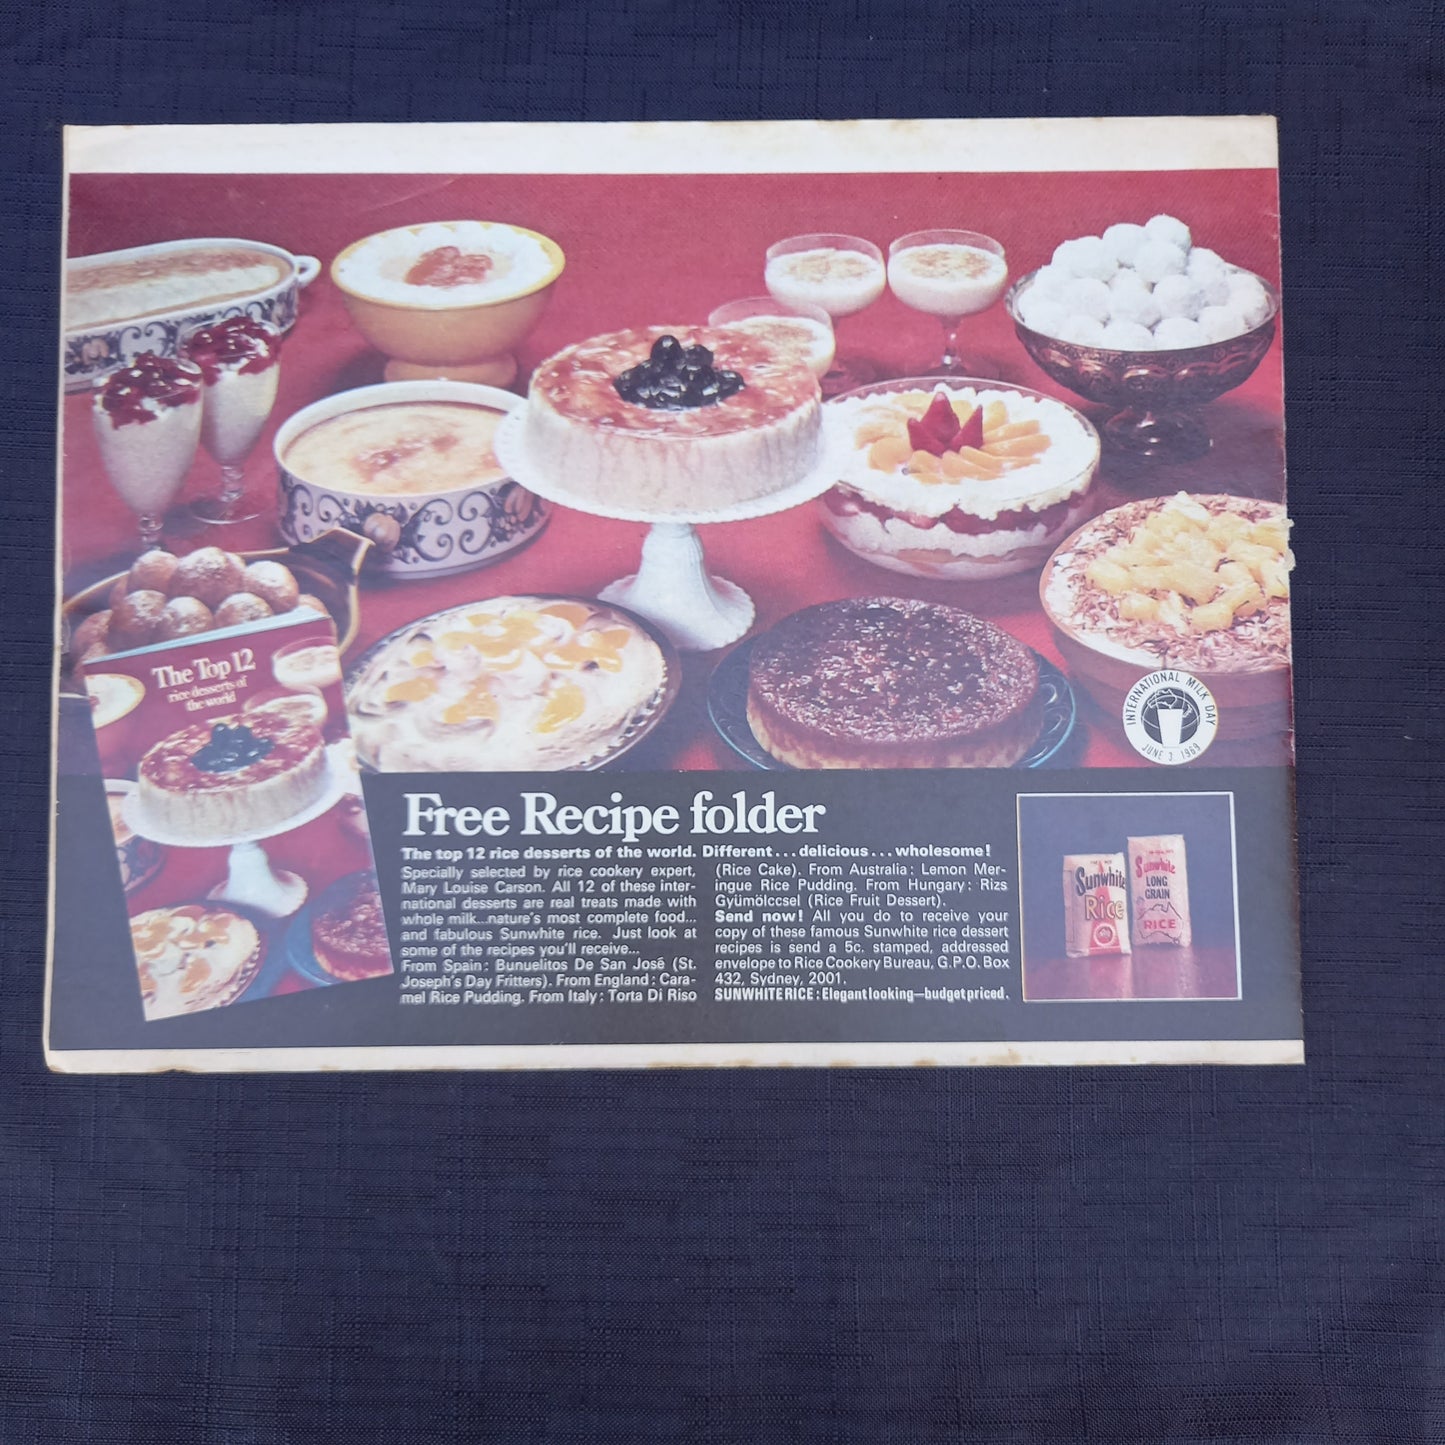 The Top 12
rice desserts of
the world
INTERNATIONAL MILK DAY
JUNE 3 1969
Free Recipe folder
The top 12 rice desserts of the world. Different...delicious...wholesome!
Specially selected by rice cookery expert,
Mary Louise Carson. All 12 of these inter-
national desserts are real treats made with
whole milk...nature's most complete food...
and fabulous Sunwhite rice. Just look at
some of the recipes you'll receive...
From Spain: Bunuelitos De San José (St.
Joseph's Day Fritters). From England: Cara-
mel Rice Pudding. From Italy: Torta Di Riso
(Rice Cake). From Australia: Lemon Mer-
ingue Rice Pudding. From Hungary: Rizs
Gyümölccsel (Rice Fruit Dessert).
Send now! All you do to receive your
copy of these famous Sunwhite rice dessert
recipes is send a 5c. stamped, addressed
envelope to Rice Cookery Bureau, G.P.O. Box
432, Sydney, 2001.
SUNWHITE RICE: Elegant looking—budget priced.
Sunwhite
Rice
Sunwhite
LONG
GRAIN
RICE